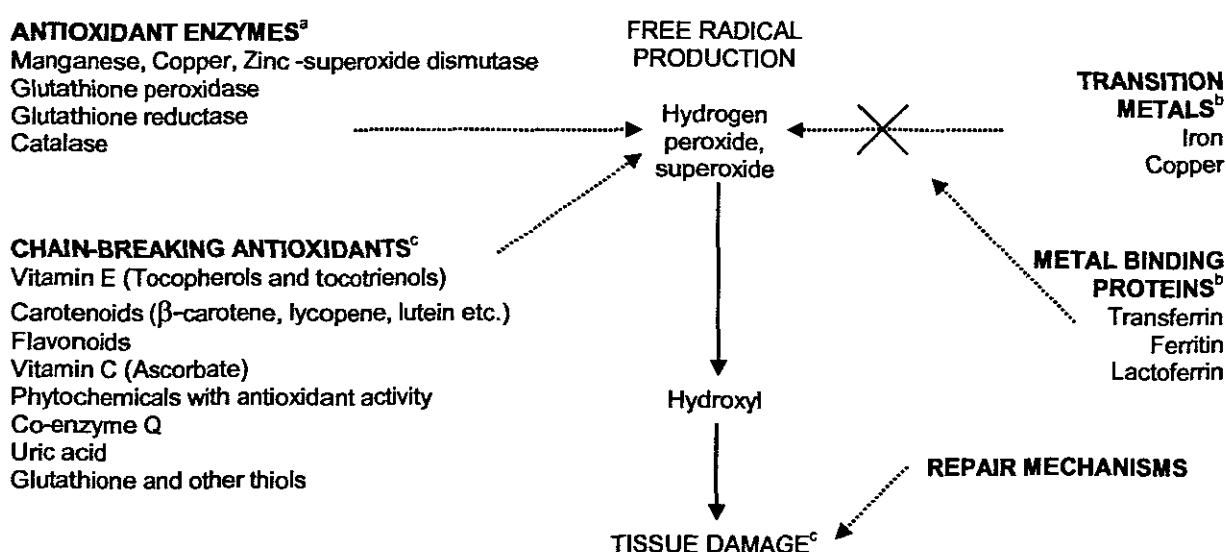 ANTIOXIDANT ENZYMESᵃ
Manganese, Copper, Zinc -superoxide dismutase
Glutathione peroxidase
Glutathione reductase
Catalase
FREE RADICAL
PRODUCTION
Hydrogen
peroxide,
superoxide
TRANSITION
METALSᵇ
Iron
Copper
CHAIN-BREAKING ANTIOXIDANTSᶜ
Vitamin E (Tocopherols and tocotrienols)
Carotenoids (β-carotene, lycopene, lutein etc.)
Flavonoids
Vitamin C (Ascorbate)
Phytochemicals with antioxidant activity
Co-enzyme Q
Uric acid
Glutathione and other thiols
METAL BINDING
PROTEINSᵇ
Transferrin
Ferritin
Lactoferrin
Hydroxyl
REPAIR MECHANISMS
TISSUE DAMAGEᶜ